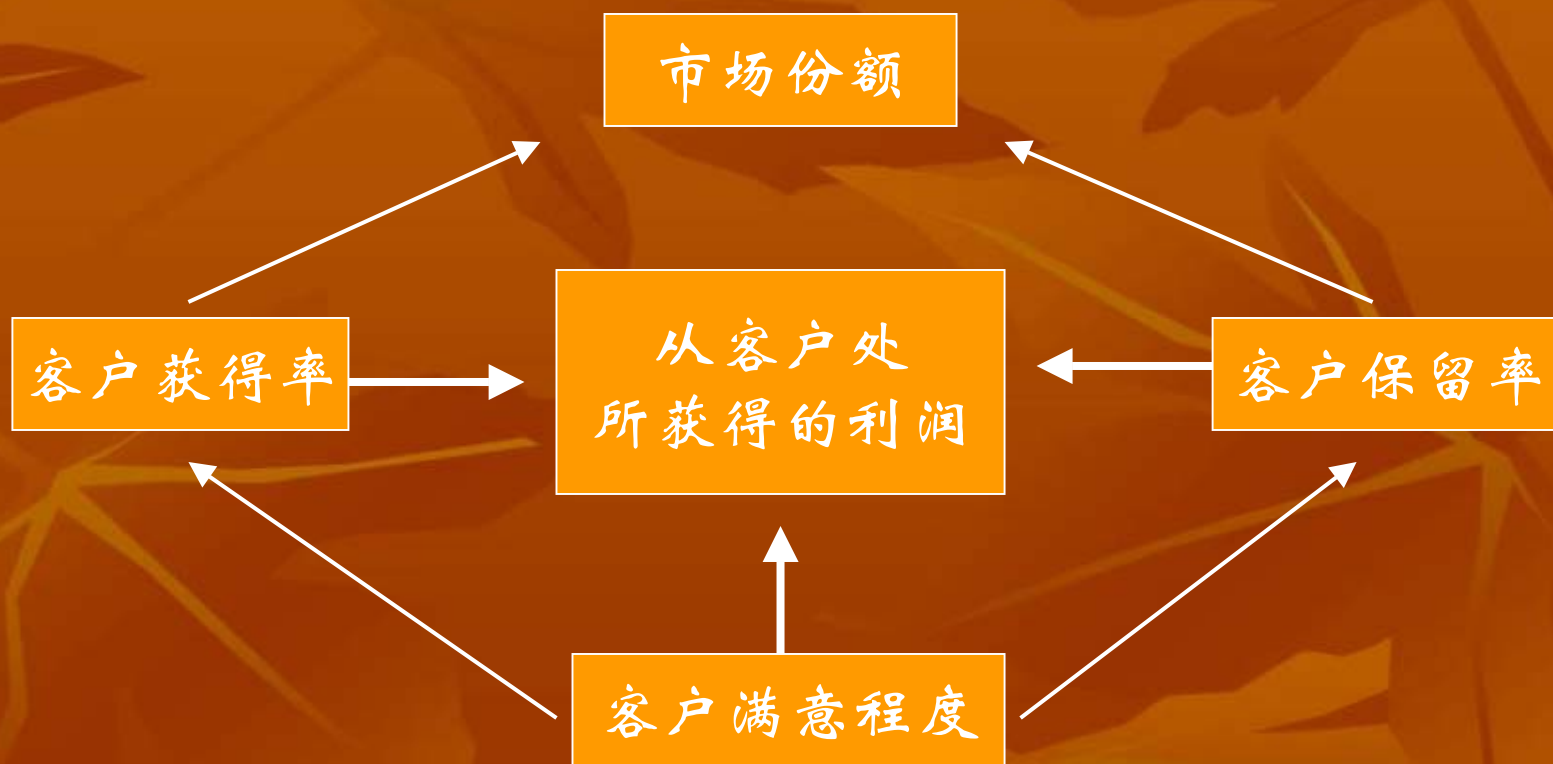 市场份额
客户获得率
从客户处
所获得的利润
客户保留率
客户满意程度